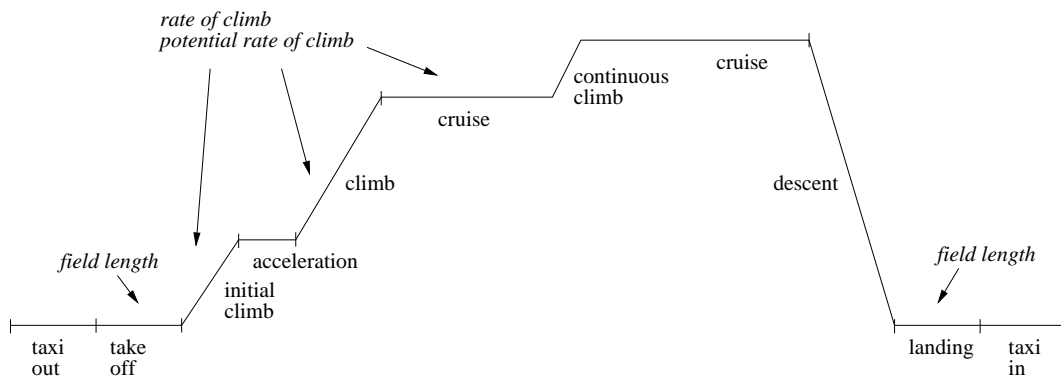 rate of climb
potential rate of climb
cruise
continuous
climb
cruise
climb
descent
field length
acceleration
initial
climb
field length
taxi
out
take
off
landing
taxi
in